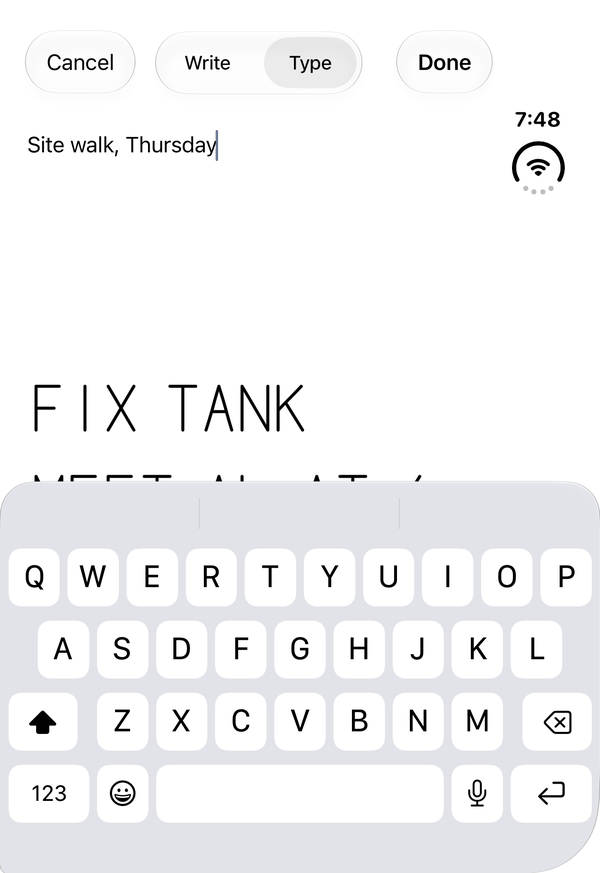 Cancel Write Type Done
7:48
Site walk, Thursday
FIX TANK
Q W E R T Y U I O P
A S D F G H J K L
Z X C V B N M
123